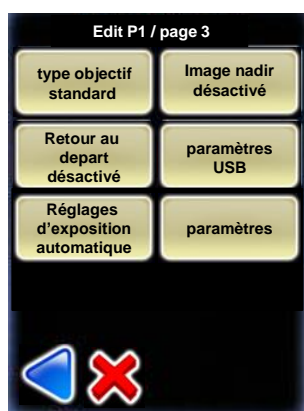 Edit P1 / page 3
type objectif
standard
Image nadir
désactivé
Retour au
depart
désactivé
paramètres
USB
Réglages
d'exposition
automatique
paramètres